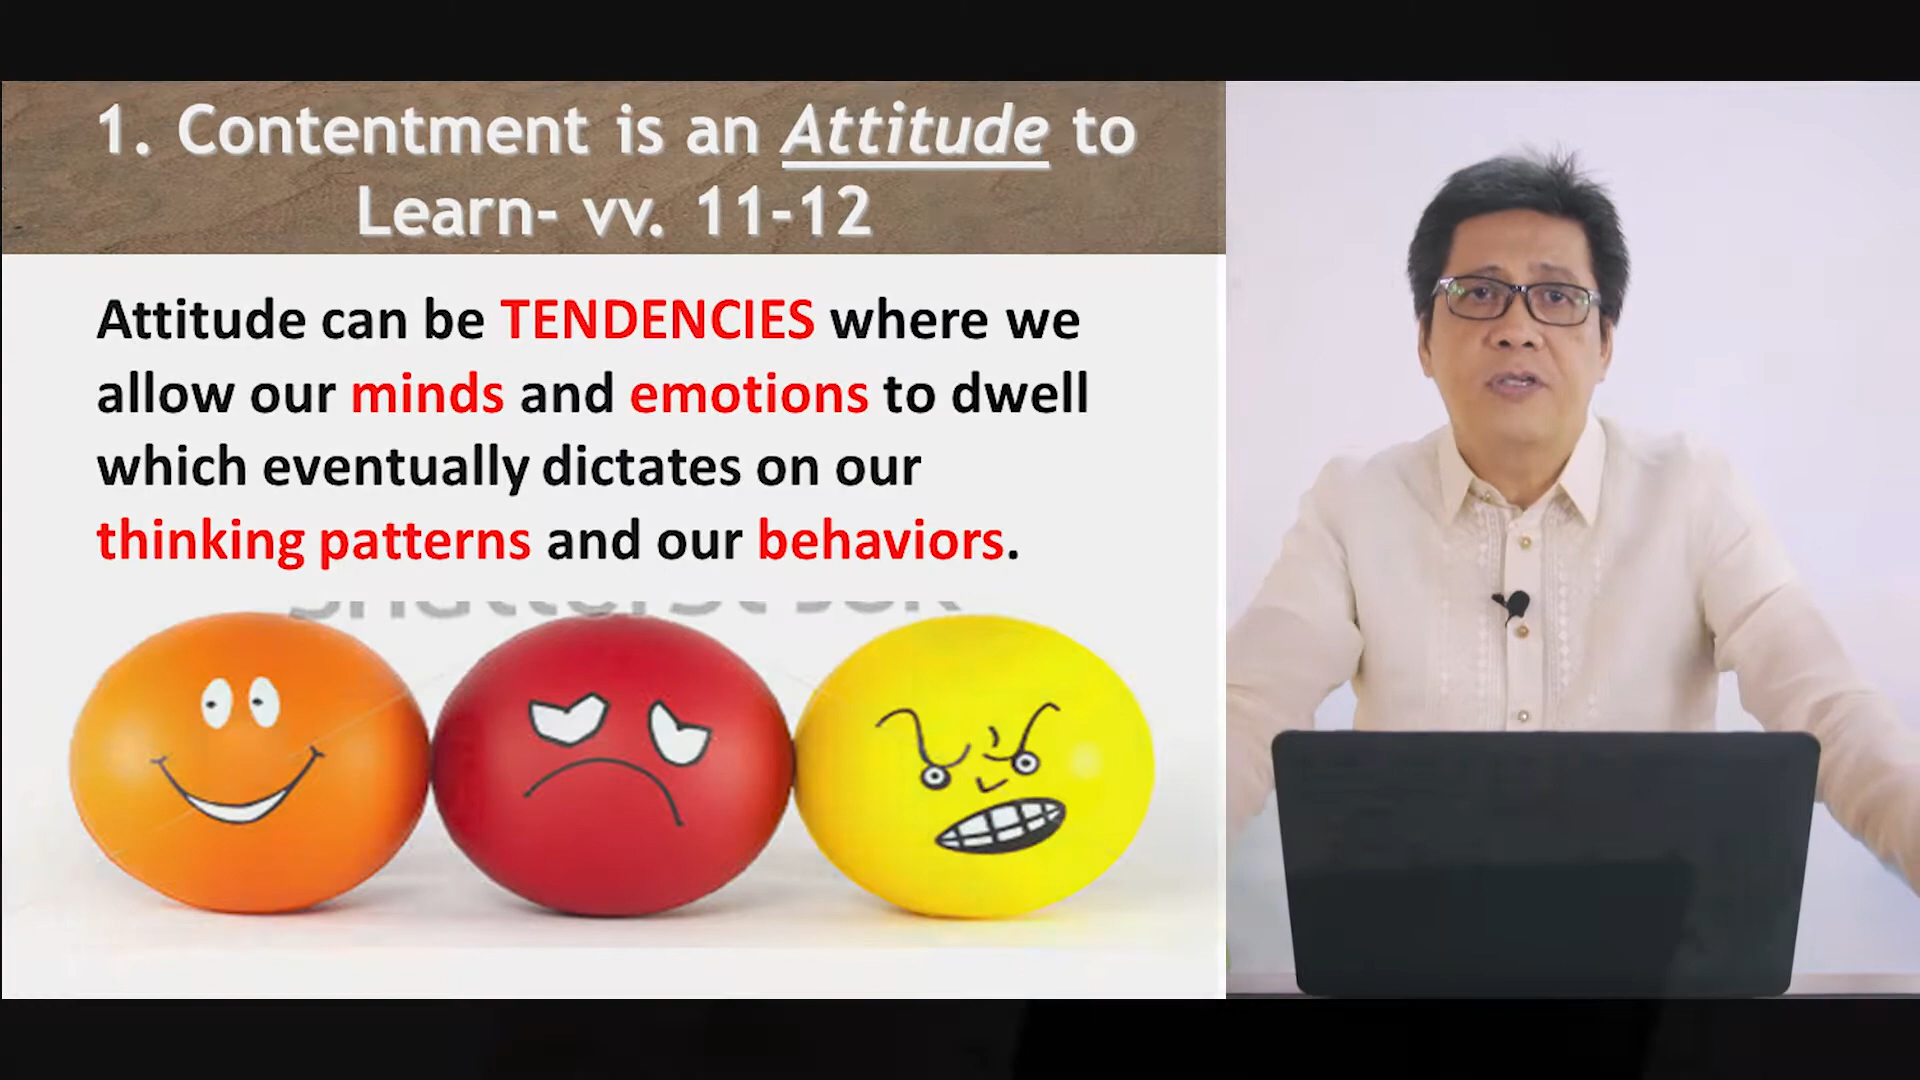 1. Contentment is an Attitude to
Learn- vv. 11-12
Attitude can be TENDENCIES where we
allow our minds and emotions to dwell
which eventually dictates on our
thinking patterns and our behaviors.